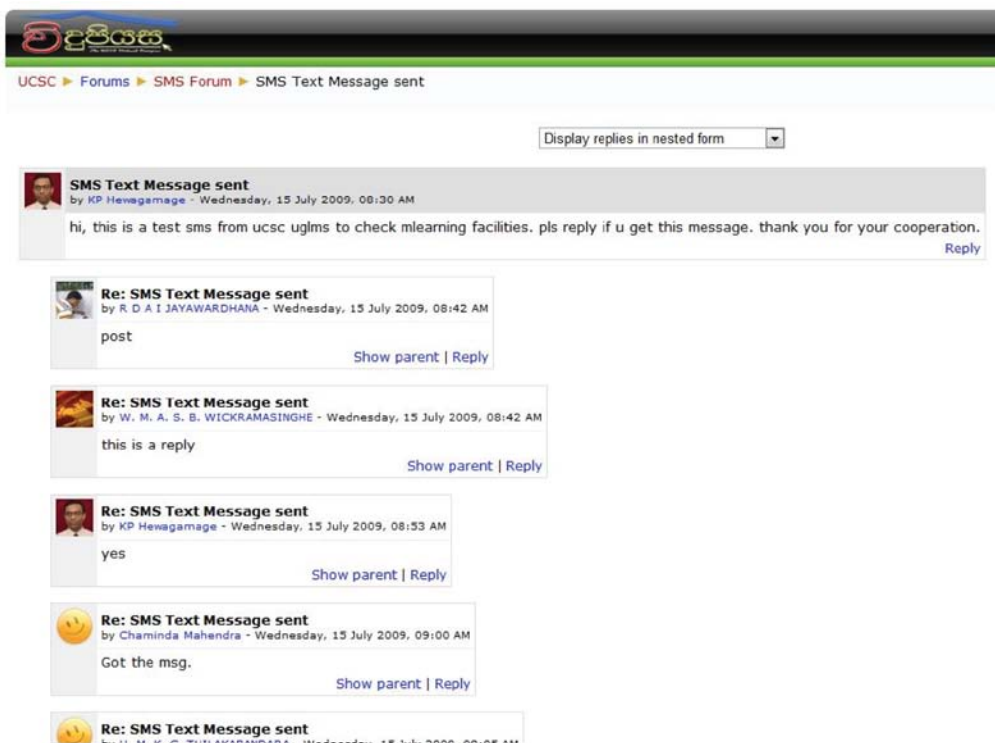 විදුපියස
UCSC ► Forums ► SMS Forum ► SMS Text Message sent
Display replies in nested form
SMS Text Message sent
by KP Hewagamage - Wednesday, 15 July 2009, 08:30 AM
hi, this is a test sms from ucsc uglms to check mlearning facilities. pls reply if u get this message. thank you for your cooperation.
Reply
Re: SMS Text Message sent
by R D A I JAYAWARDHANA - Wednesday, 15 July 2009, 08:42 AM
post
Show parent | Reply
Re: SMS Text Message sent
by W. M. A. S. B. WICKRAMASINGHE - Wednesday, 15 July 2009, 08:42 AM
this is a reply
Show parent | Reply
Re: SMS Text Message sent
by KP Hewagamage - Wednesday, 15 July 2009, 08:53 AM
yes
Show parent | Reply
Re: SMS Text Message sent
by Chaminda Mahendra - Wednesday, 15 July 2009, 09:00 AM
Got the msg.
Show parent | Reply
Re: SMS Text Message sent